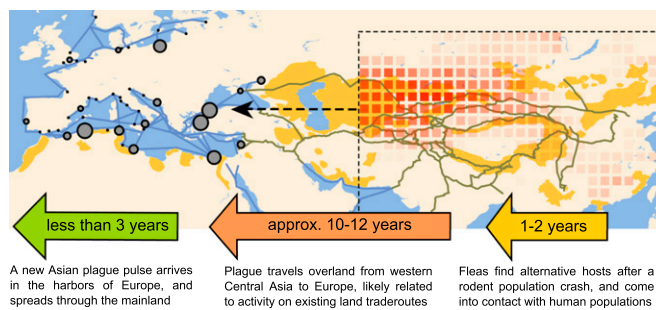 less than 3 years
approx. 10-12 years
1-2 years
A new Asian plague pulse arrives
in the harbors of Europe, and
spreads through the mainland
Plague travels overland from western
Central Asia to Europe, likely related
to activity on existing land traderoutes
Fleas find alternative hosts after a
rodent population crash, and come
into contact with human populations